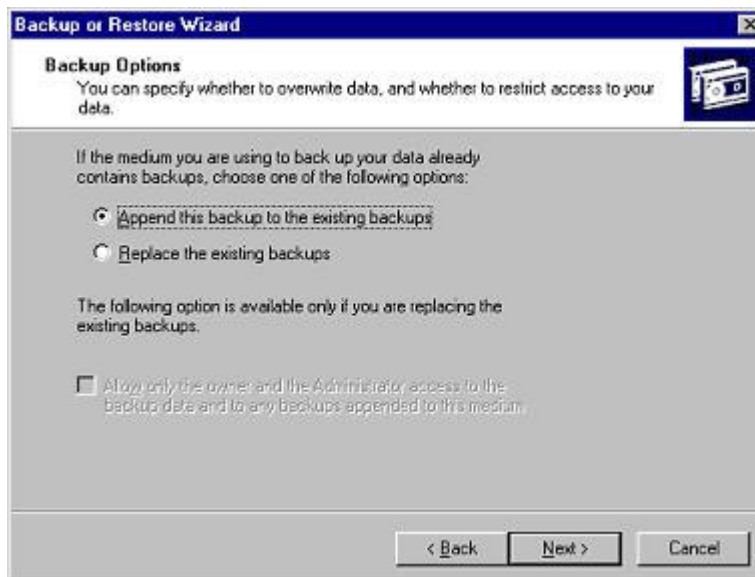 Backup or Restore Wizard
Backup Options
You can specify whether to overwrite data, and whether to restrict access to your
data.
If the medium you are using to back up your data already
contains backups, choose one of the following options:
Append this backup to the existing backups
Replace the existing backups
The following option is available only if you are replacing the
existing backups.
Allow only the owner and the Administrator access to the
backup data and to any backups appended to this medium.
< Back
Next >
Cancel